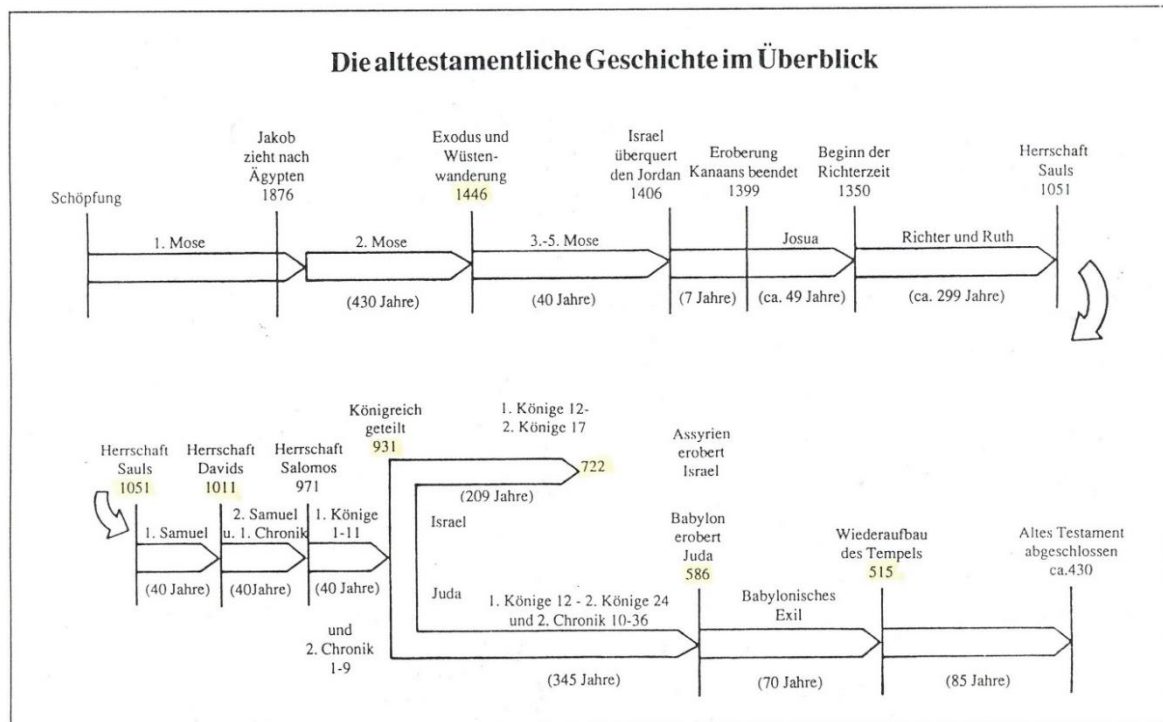 Die alttestamentliche Geschichte im Überblick
Schöpfung
Jakob
zieht nach
Ägypten
1876
Exodus und
Wüsten-
wanderung
1446
Israel
überquert
den Jordan
1406
Eroberung
Kanaans beendet
1399
Beginn der
Richterzeit
1350
Herrschaft
Sauls
1051
1. Mose
2. Mose
3.-5. Mose
Josua
Richter und Ruth
(430 Jahre)
(40 Jahre)
(7 Jahre)
(ca. 49 Jahre)
(ca. 299 Jahre)
Herrschaft
Sauls
1051
Herrschaft
Davids
1011
Herrschaft
Salomos
971
Königreich
geteilt
931
1. Könige 12-
2. Könige 17
722
Assyrien
erobert
Israel
(209 Jahre)
1. Samuel
2. Samuel
u. 1. Chronik
1. Könige
1-11
(40 Jahre)
(40Jahre)
(40 Jahre)
und
2. Chronik
1-9
Israel
Juda
1. Könige 12 - 2. Könige 24
und 2. Chronik 10-36
(345 Jahre)
Babylon
erobert
Juda
586
Babylonisches
Exil
(70 Jahre)
Wiederaufbau
des Tempels
515
(85 Jahre)
Altes Testament
abgeschlossen
ca.430